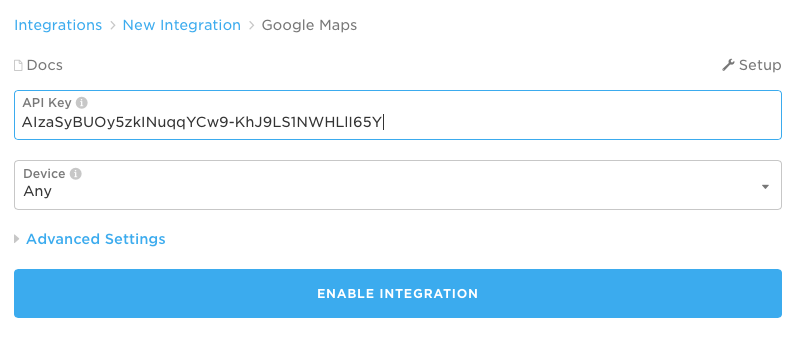 Integrations > New Integration > Google Maps
Docs
Setup
API Key
AIzaSyBUOy5zkINuqqYCw9-KhJ9LS1NWHLlI65Y
Device
Any
Advanced Settings
ENABLE INTEGRATION